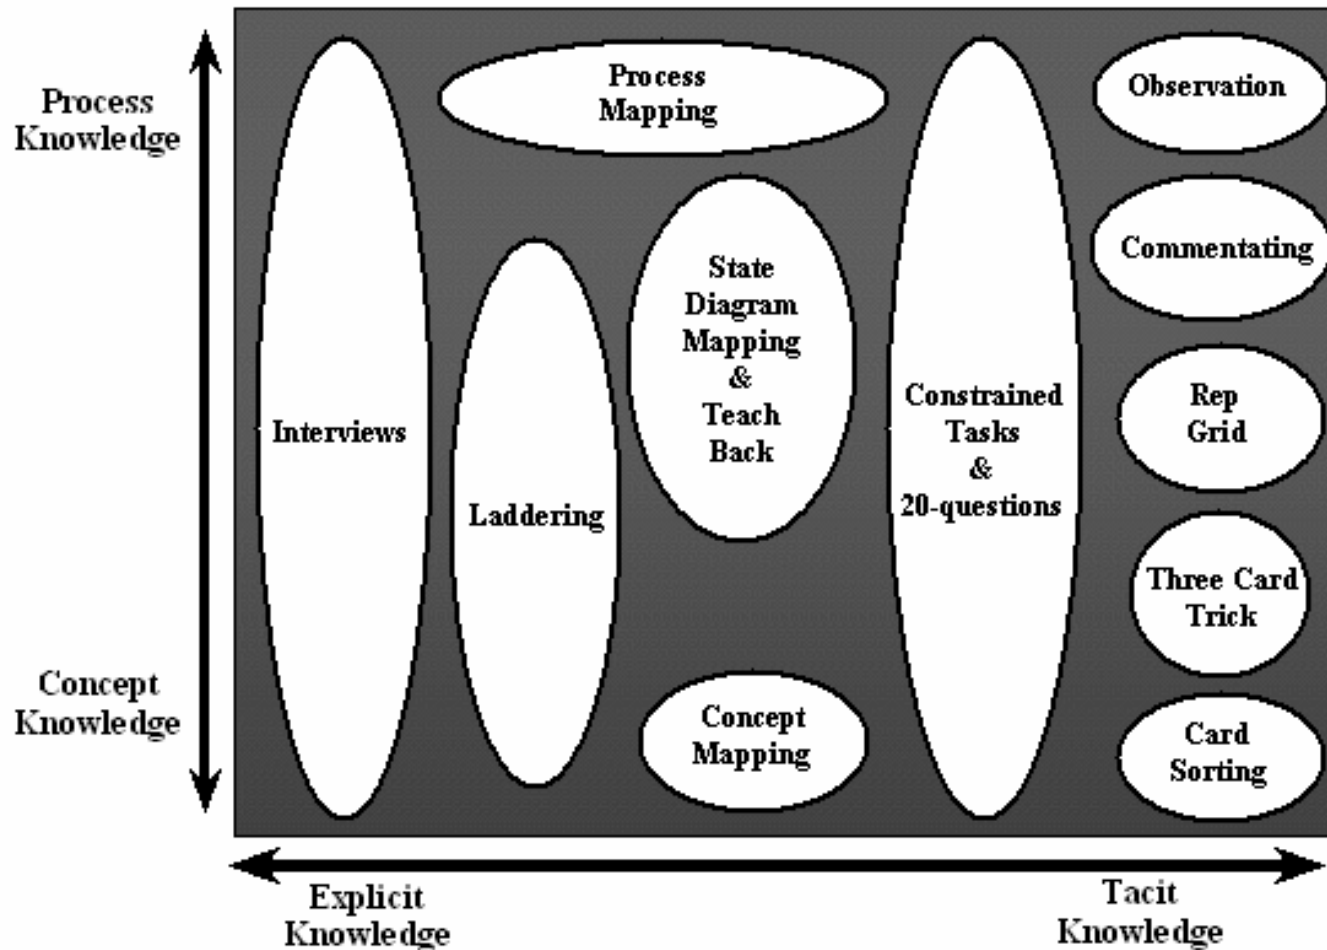 Process
Knowledge
Concept
Knowledge
Interviews
Process
Mapping
Laddering
State
Diagram
Mapping
&
Teach
Back
Concept
Mapping
Constrained
Tasks
&
20-questions
Observation
Commentating
Rep
Grid
Three Card
Trick
Card
Sorting
Explicit
Knowledge
Tacit
Knowledge